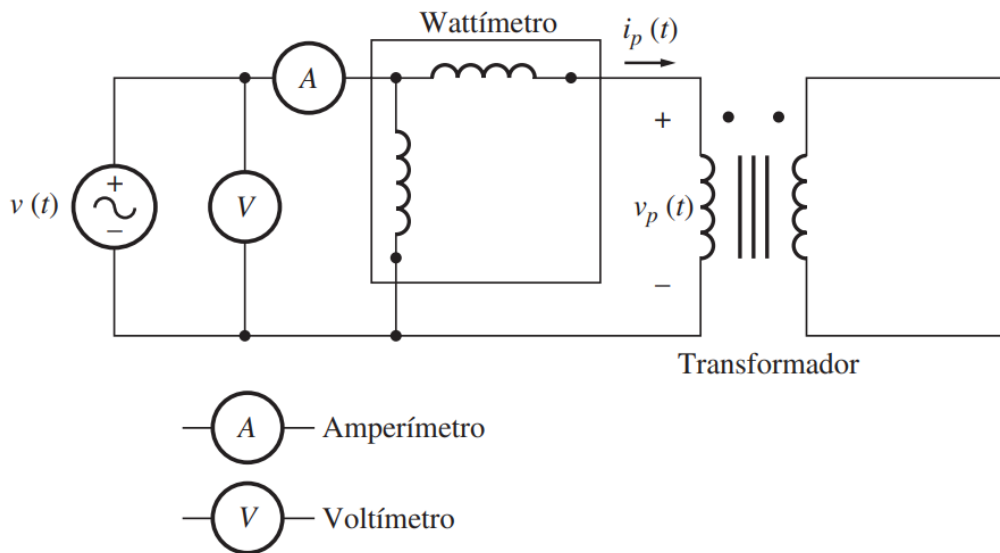 Wattímetro
i_p (t)
A
+
v (t)
+
−
V
v_p (t)
−
Transformador
A
Amperímetro
V
Voltímetro